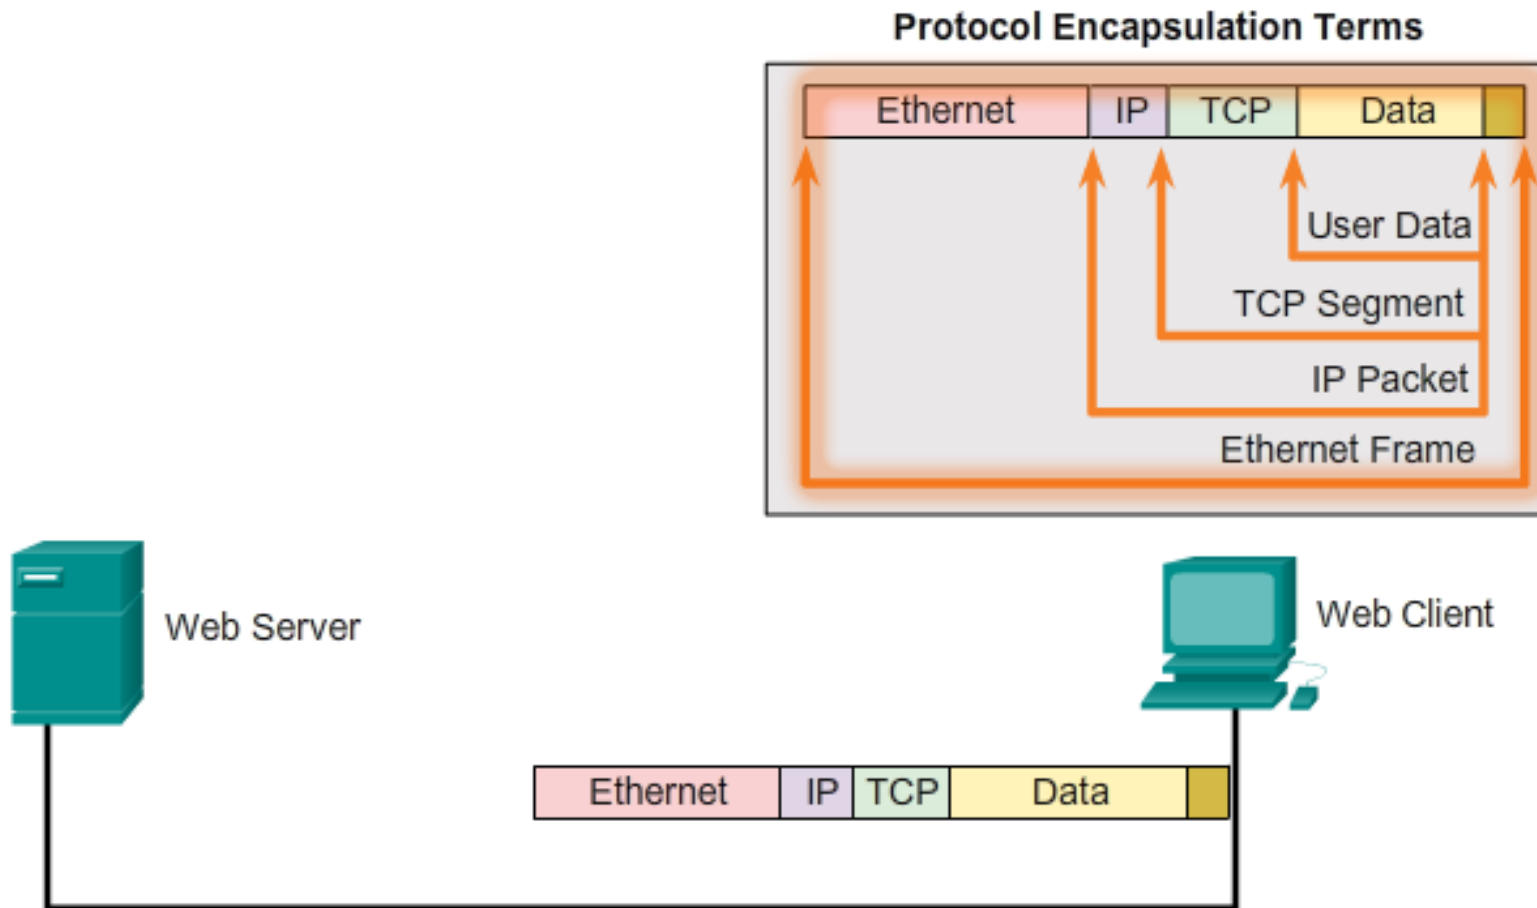 Protocol Encapsulation Terms
Ethernet IP TCP Data
User Data
TCP Segment
IP Packet
Ethernet Frame
Web Server
Web Client
Ethernet IP TCP Data